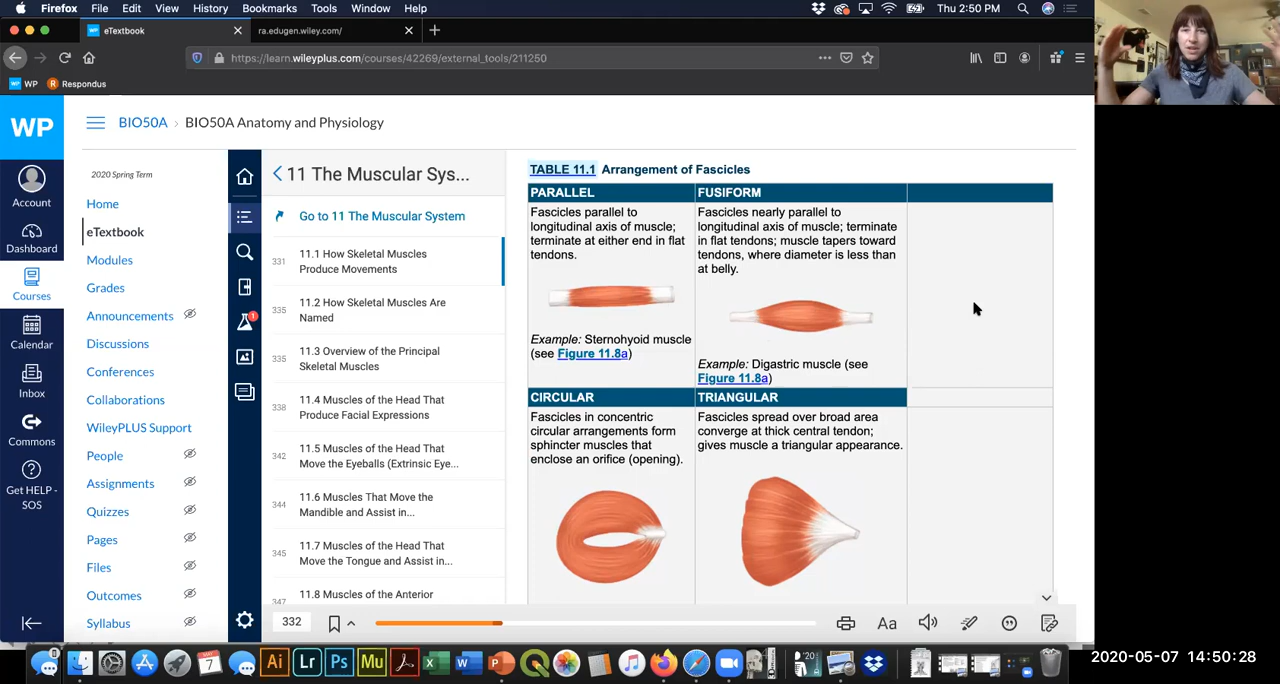 Firefox File Edit View History Bookmarks Tools Window Help
Thu 2:50 PM
WP eTextbook
ra.edugen.wiley.com/
https://learn.wileyplus.com/courses/42269/external_tools/211250
WP WP
R Respondus
WP
Account
Dashboard
Courses
Calendar
Inbox
Commons
Get HELP -
SOS
BIO50A › BIO50A Anatomy and Physiology
2020 Spring Term
Home
eTextbook
Modules
Grades
Announcements
Discussions
Conferences
Collaborations
WileyPLUS Support
People
Assignments
Quizzes
Pages
Files
Outcomes
Syllabus
1
11 The Muscular Sys...
Go to 11 The Muscular System
331
11.1 How Skeletal Muscles
Produce Movements
335
11.2 How Skeletal Muscles Are
Named
335
11.3 Overview of the Principal
Skeletal Muscles
338
11.4 Muscles of the Head That
Produce Facial Expressions
342
11.5 Muscles of the Head That
Move the Eyeballs (Extrinsic Eye...
344
11.6 Muscles That Move the
Mandible and Assist in...
345
11.7 Muscles of the Head That
Move the Tongue and Assist in...
347
11.8 Muscles of the Anterior
TABLE 11.1 Arrangement of Fascicles
PARALLEL
Fascicles parallel to
longitudinal axis of muscle;
terminate at either end in flat
tendons.
Example: Sternohyoid muscle
(see Figure 11.8a)
FUSIFORM
Fascicles nearly parallel to
longitudinal axis of muscle; terminate
in flat tendons; muscle tapers toward
tendons, where diameter is less than
at belly.
Example: Digastric muscle (see
Figure 11.8a)
CIRCULAR
Fascicles in concentric
circular arrangements form
sphincter muscles that
enclose an orifice (opening).
TRIANGULAR
Fascicles spread over broad area
converge at thick central tendon;
gives muscle a triangular appearance.
332
Aa
MAY
7
Ai
Lr
Ps
Mu
X
W
P
'20
2020-05-07 14:50:28